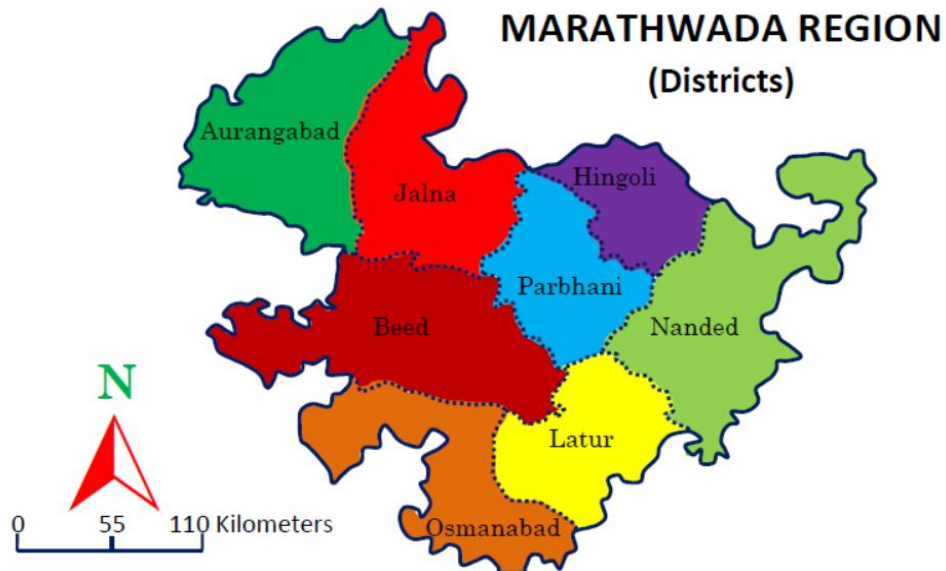 MARATHWADA REGION
(Districts)
Aurangabad
Jalna
Hingoli
Parbhani
Beed
Nanded
Latur
Osmanabad
N
0 55 110 Kilometers